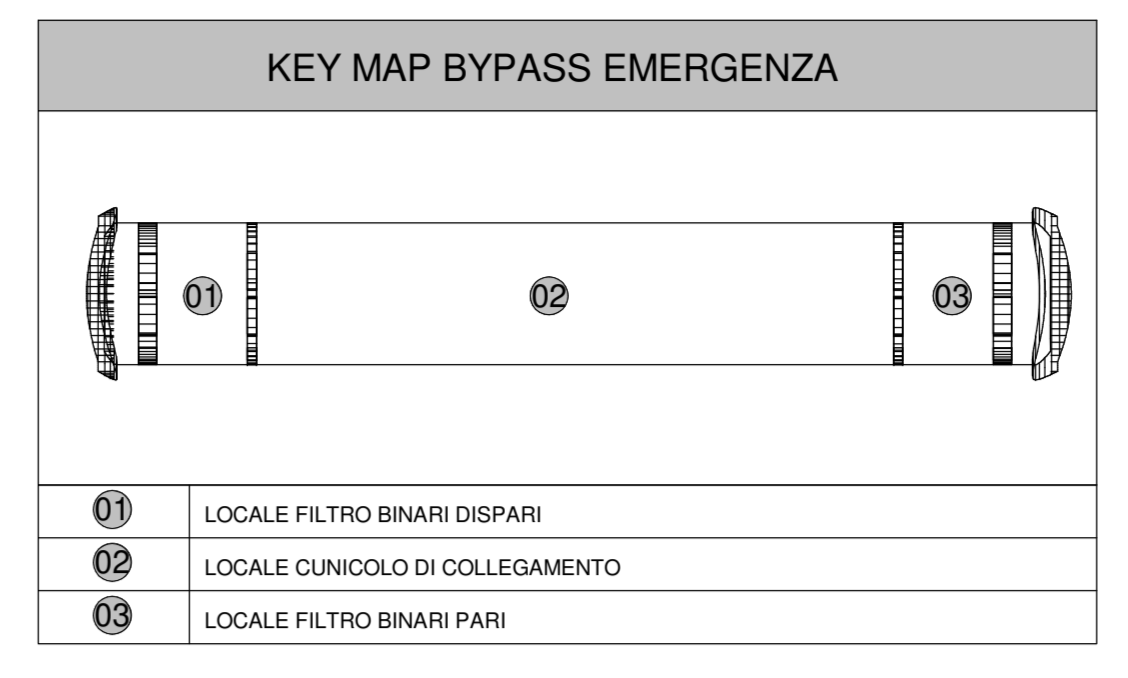 KEY MAP BYPASS EMERGENZA
01 02 03
01 LOCALE FILTRO BINARI DISPARI
02 LOCALE CUNICOLO DI COLLEGAMENTO
03 LOCALE FILTRO BINARI PARI